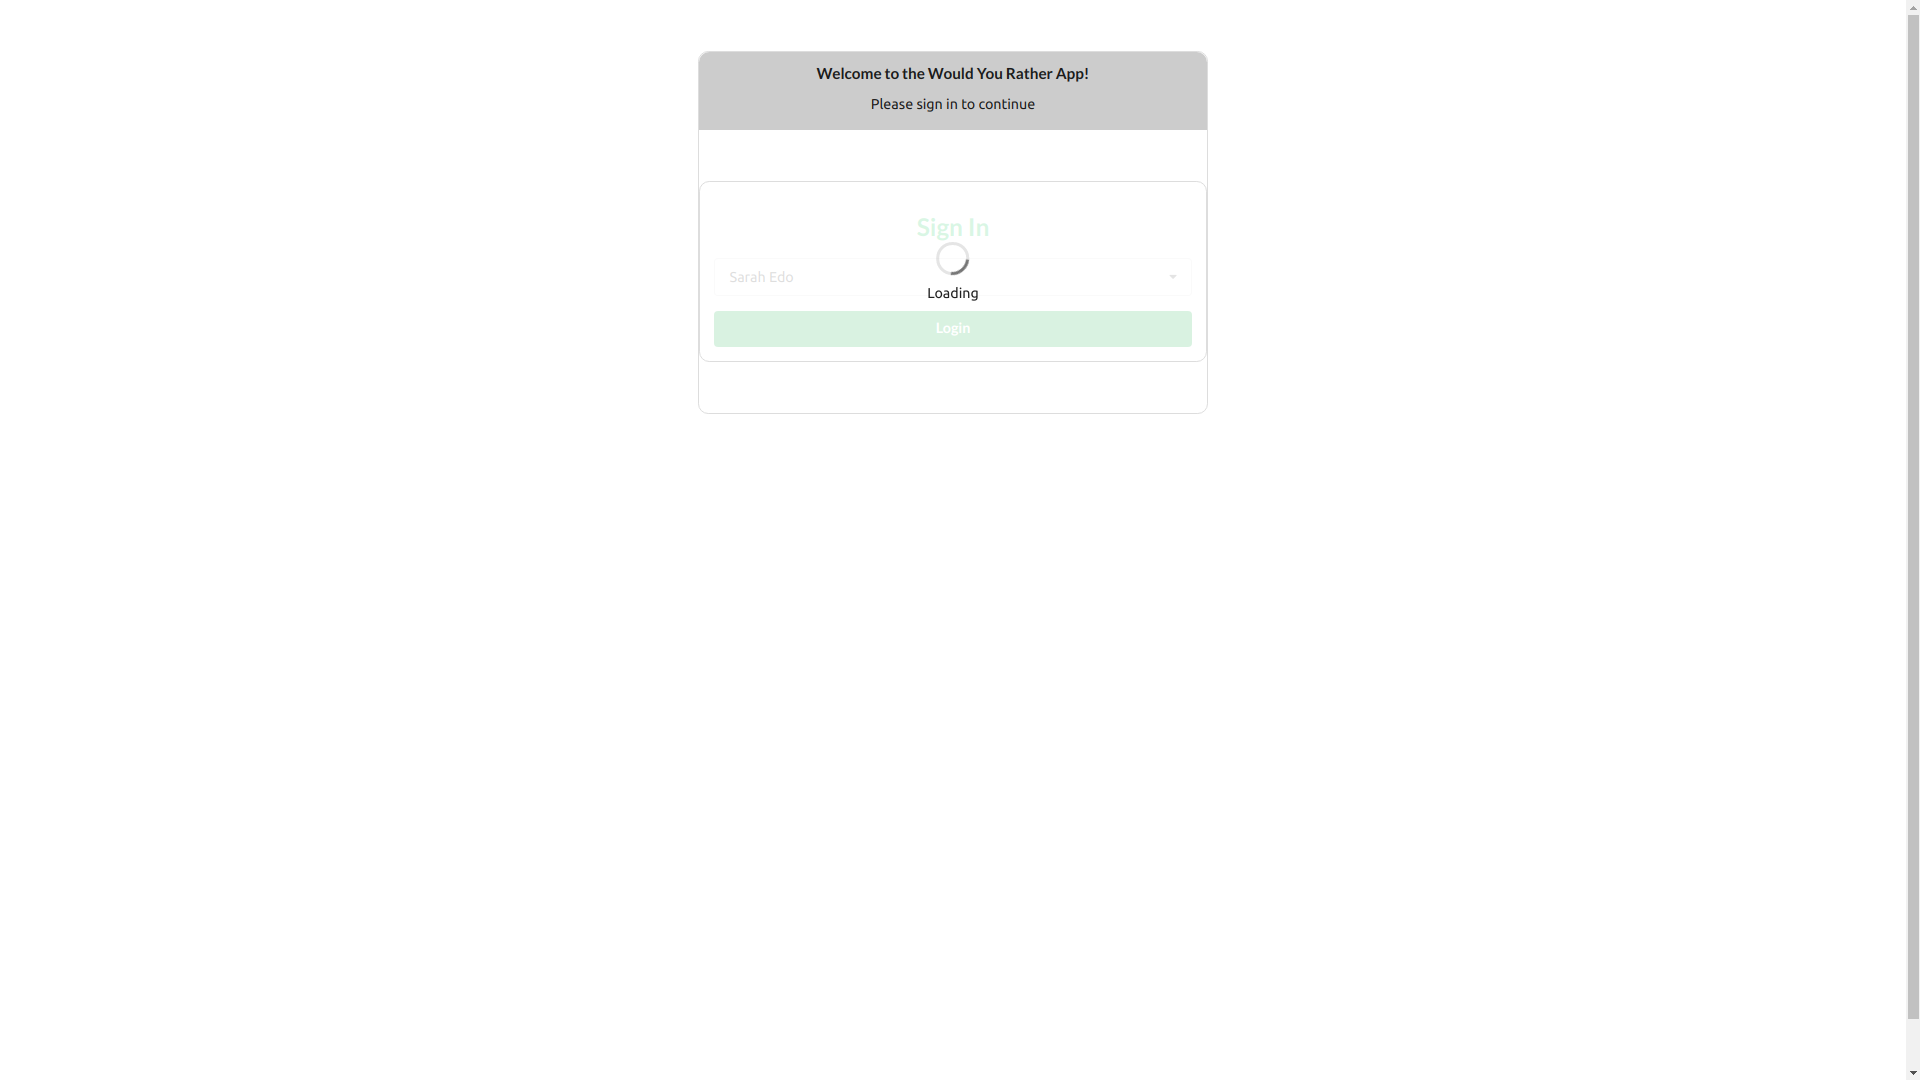 Welcome to the Would You Rather App!
Please sign in to continue
Sign In
Sarah Edo
Loading
Login